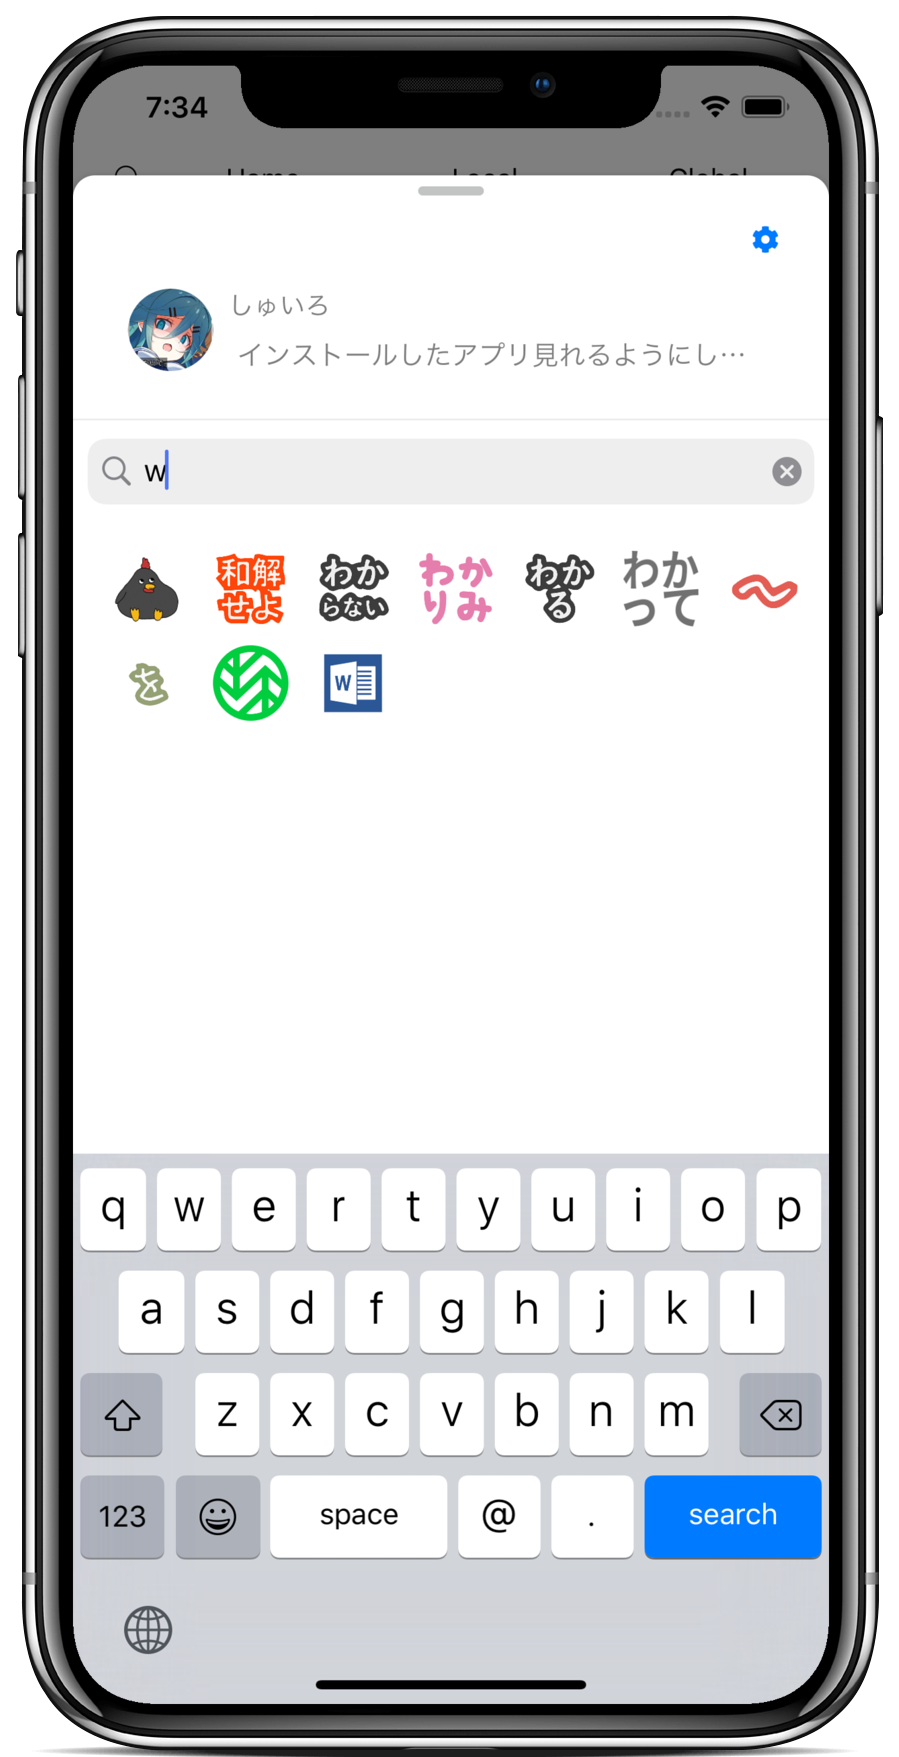 7:34
Home Local Global
しゅいろ
インストールしたアプリ見れるようにし…
w
和解せよ
わからない
わかりみ
わかる
わかって
を
W
q w e r t y u i o p
a s d f g h j k l
z x c v b n m
123 space @ . search